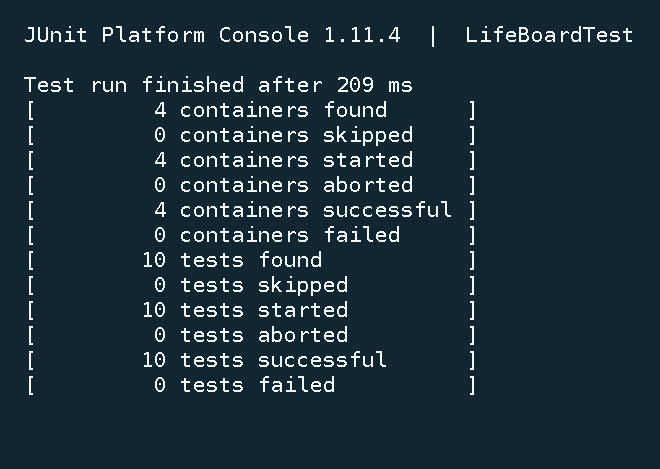 JUnit Platform Console 1.11.4  |  LifeBoardTest
Test run finished after 209 ms
[         4 containers found      ]
[         0 containers skipped    ]
[         4 containers started    ]
[         0 containers aborted    ]
[         4 containers successful ]
[         0 containers failed     ]
[        10 tests found           ]
[         0 tests skipped         ]
[        10 tests started         ]
[         0 tests aborted         ]
[        10 tests successful      ]
[         0 tests failed          ]